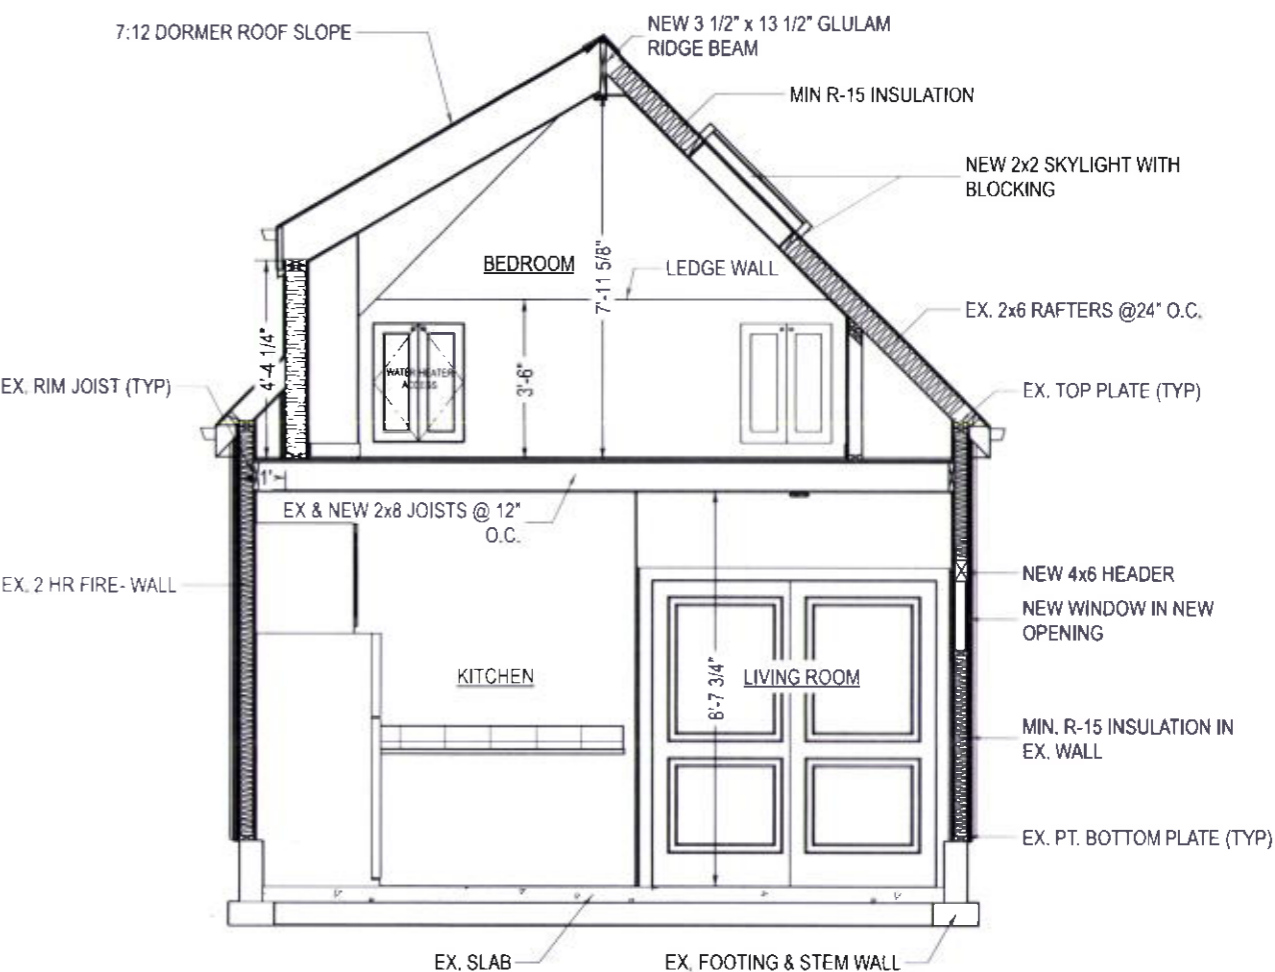 7:12 DORMER ROOF SLOPE
NEW 3 1/2" x 13 1/2" GLULAM
RIDGE BEAM
MIN R-15 INSULATION
NEW 2x2 SKYLIGHT WITH
BLOCKING
BEDROOM
7'-11 5/8"
LEDGE WALL
EX. 2x6 RAFTERS @24" O.C.
4'-4 1/4"
WATER HEATER
ACCESS
3'-6"
EX. RIM JOIST (TYP)
EX. TOP PLATE (TYP)
1'
EX & NEW 2x8 JOISTS @ 12"
O.C.
EX. 2 HR FIRE- WALL
NEW 4x6 HEADER
NEW WINDOW IN NEW
OPENING
KITCHEN
8'-7 3/4"
LIVING ROOM
MIN. R-15 INSULATION IN
EX. WALL
EX. PT. BOTTOM PLATE (TYP)
EX. SLAB
EX. FOOTING & STEM WALL